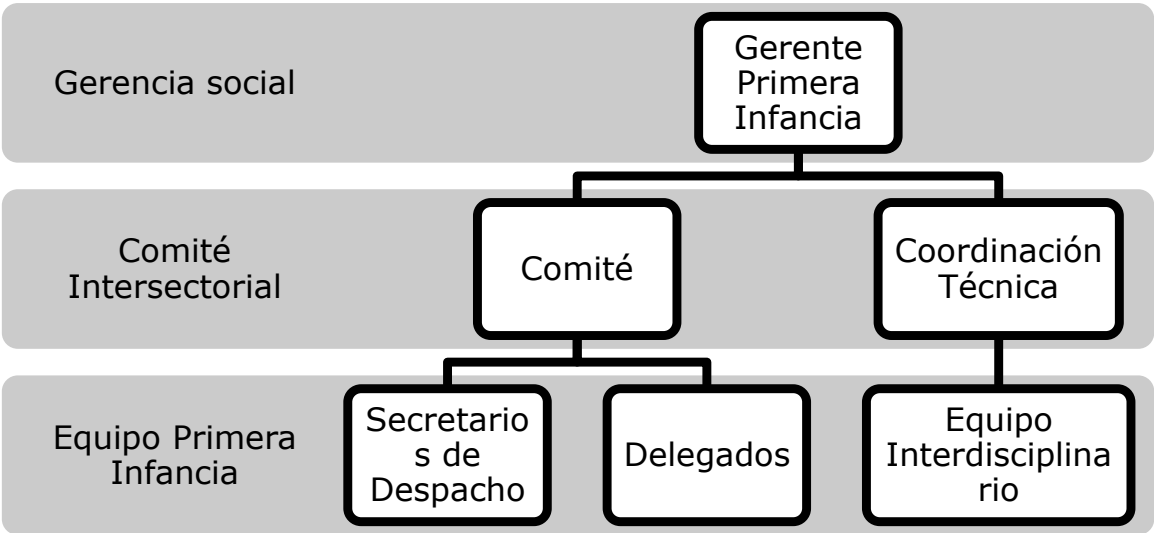 Gerencia social
Gerente
Primera
Infancia
Comité
Intersectorial
Comité
Coordinación
Técnica
Equipo Primera
Infancia
Secretario
s de
Despacho
Delegados
Equipo
Interdisciplina
rio